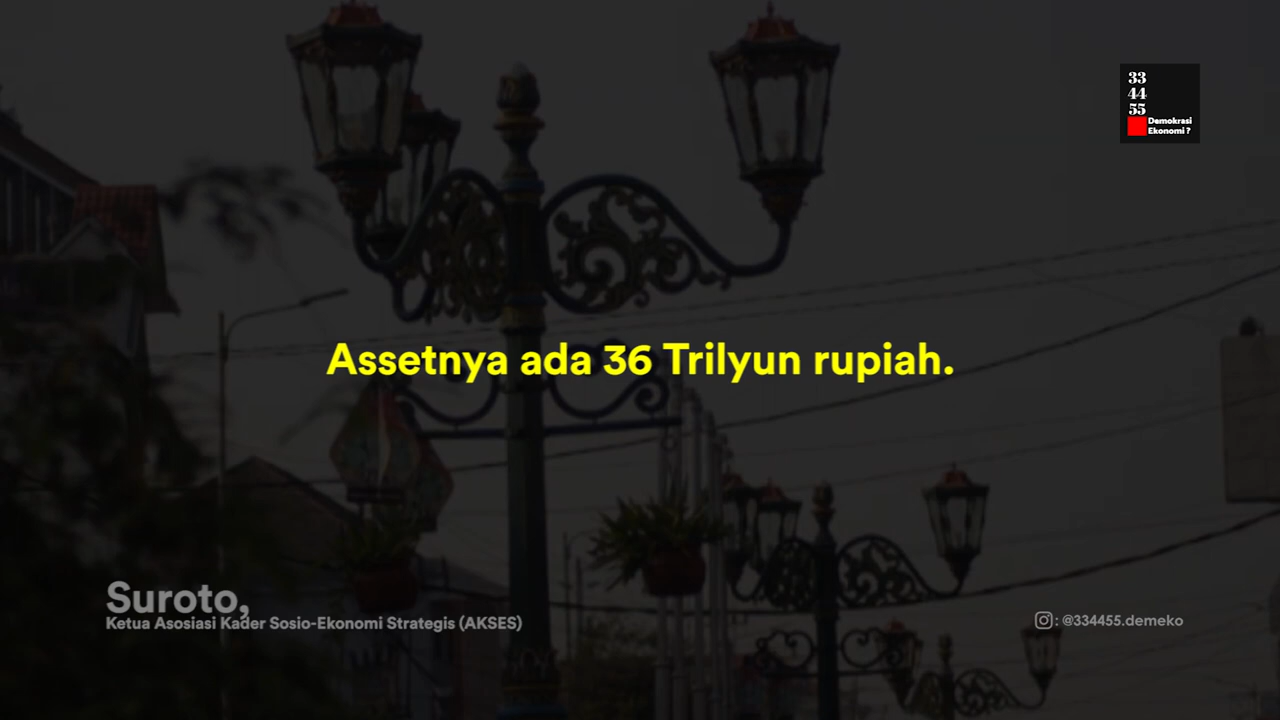 33
44
55
Demokrasi
Ekonomi ?
Assetnya ada 36 Trilyun rupiah.
Suroto,
Ketua Asosiasi Kader Sosio-Ekonomi Strategis (AKSES)
: @334455.demeko